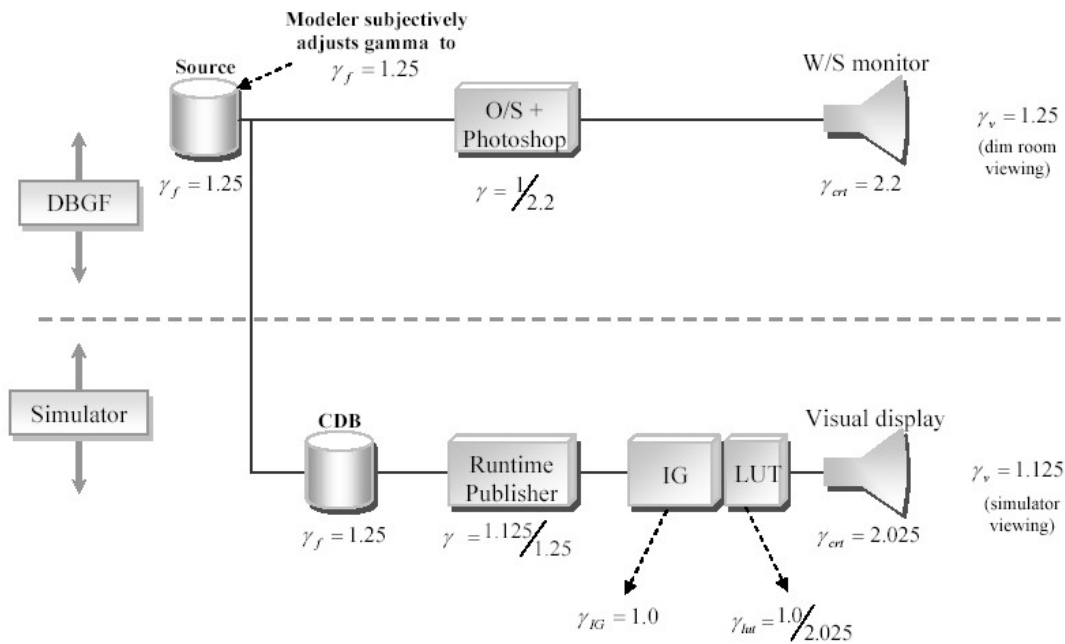 Modeler subjectively
adjusts gamma to
γf = 1.25
Source
γf = 1.25
O/S +
Photoshop
γ = 1/2.2
W/S monitor
γcrt = 2.2
γv = 1.25
(dim room
viewing)
DBGF
Simulator
CDB
γf = 1.25
Runtime
Publisher
γ = 1.125/1.25
IG
LUT
Visual display
γcrt = 2.025
γv = 1.125
(simulator
viewing)
γIG = 1.0
γlut = 1.0/2.025